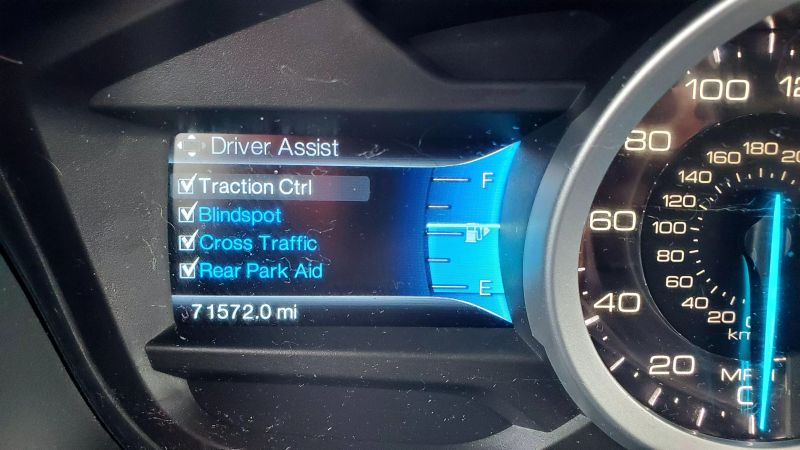 Driver Assist
Traction Ctrl
Blindspot
Cross Traffic
Rear Park Aid
71572.0 mi
F
E
100
80
60
40
20
0
180
160
140
120
100
80
60
40
20